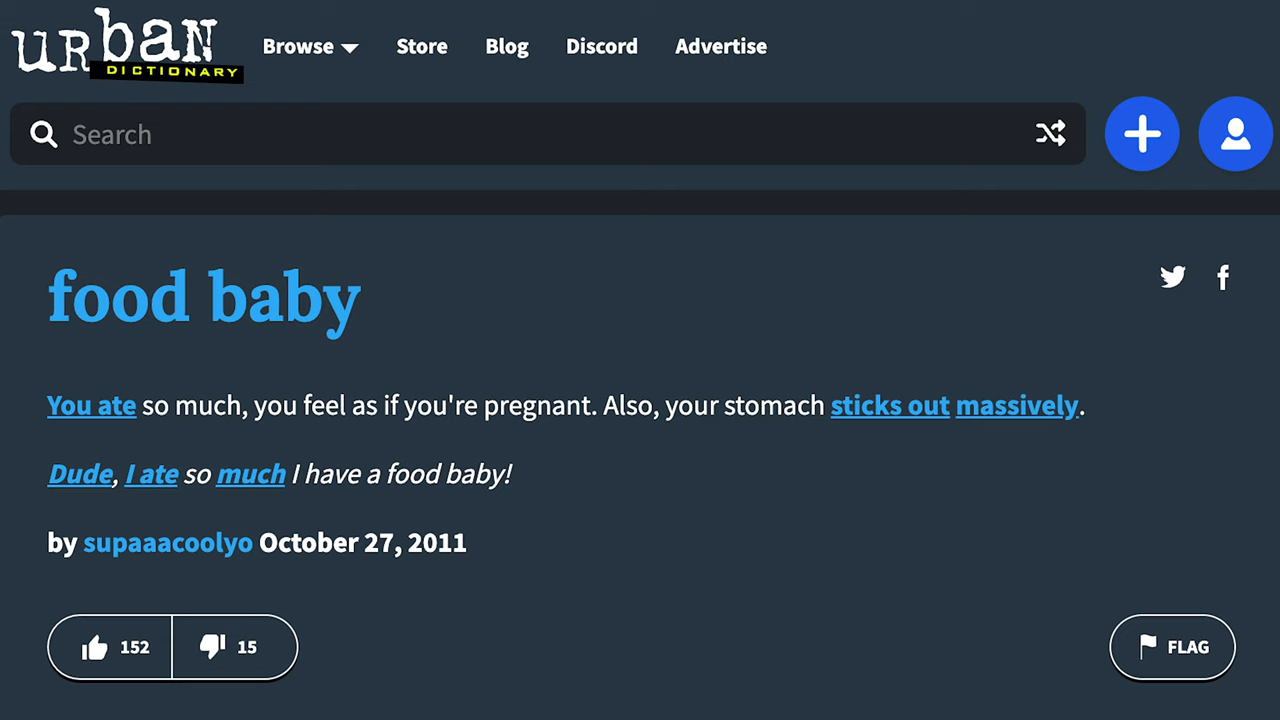 urban
DICTIONARY
Browse Store Blog Discord Advertise
Search
food baby
You ate so much, you feel as if you're pregnant. Also, your stomach sticks out massively.
Dude, I ate so much I have a food baby!
by supaaacoolyo October 27, 2011
152 15 FLAG